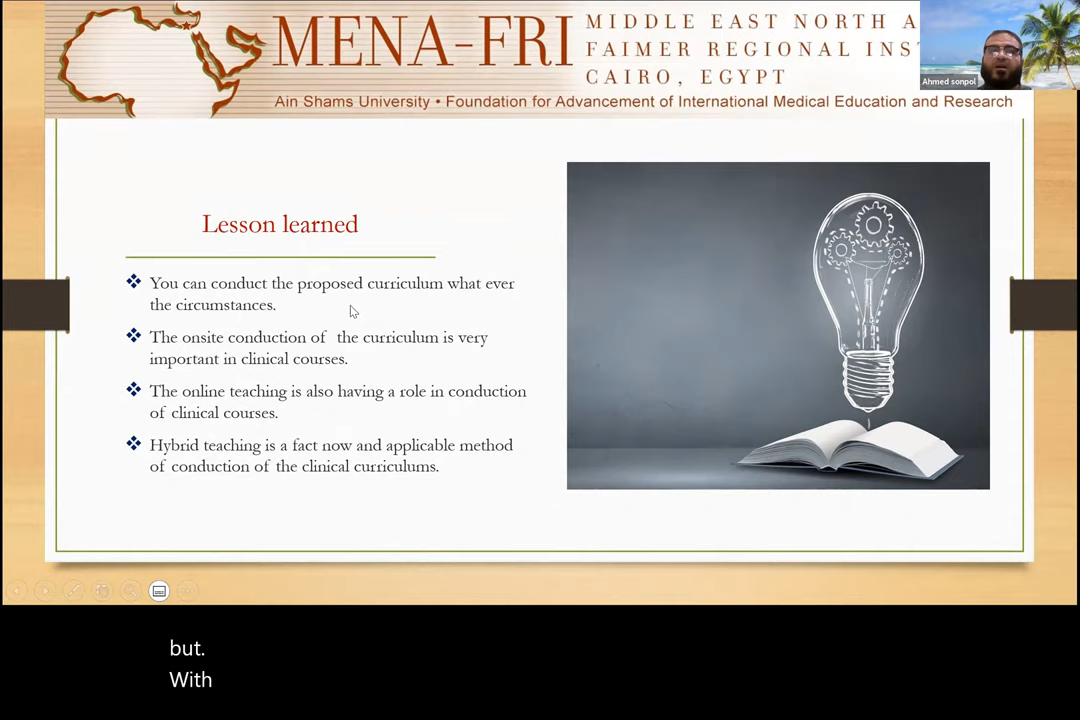 MENA-FRI
MIDDLE EAST NORTH A
FAIMER REGIONAL INS
CAIRO, EGYPT
Ain Shams University • Foundation for Advancement of International Medical Education and Research
Ahmed sonpol
Lesson learned
You can conduct the proposed curriculum what ever
the circumstances.
The onsite conduction of the curriculum is very
important in clinical courses.
The online teaching is also having a role in conduction
of clinical courses.
Hybrid teaching is a fact now and applicable method
of conduction of the clinical curriculums.
but.
With